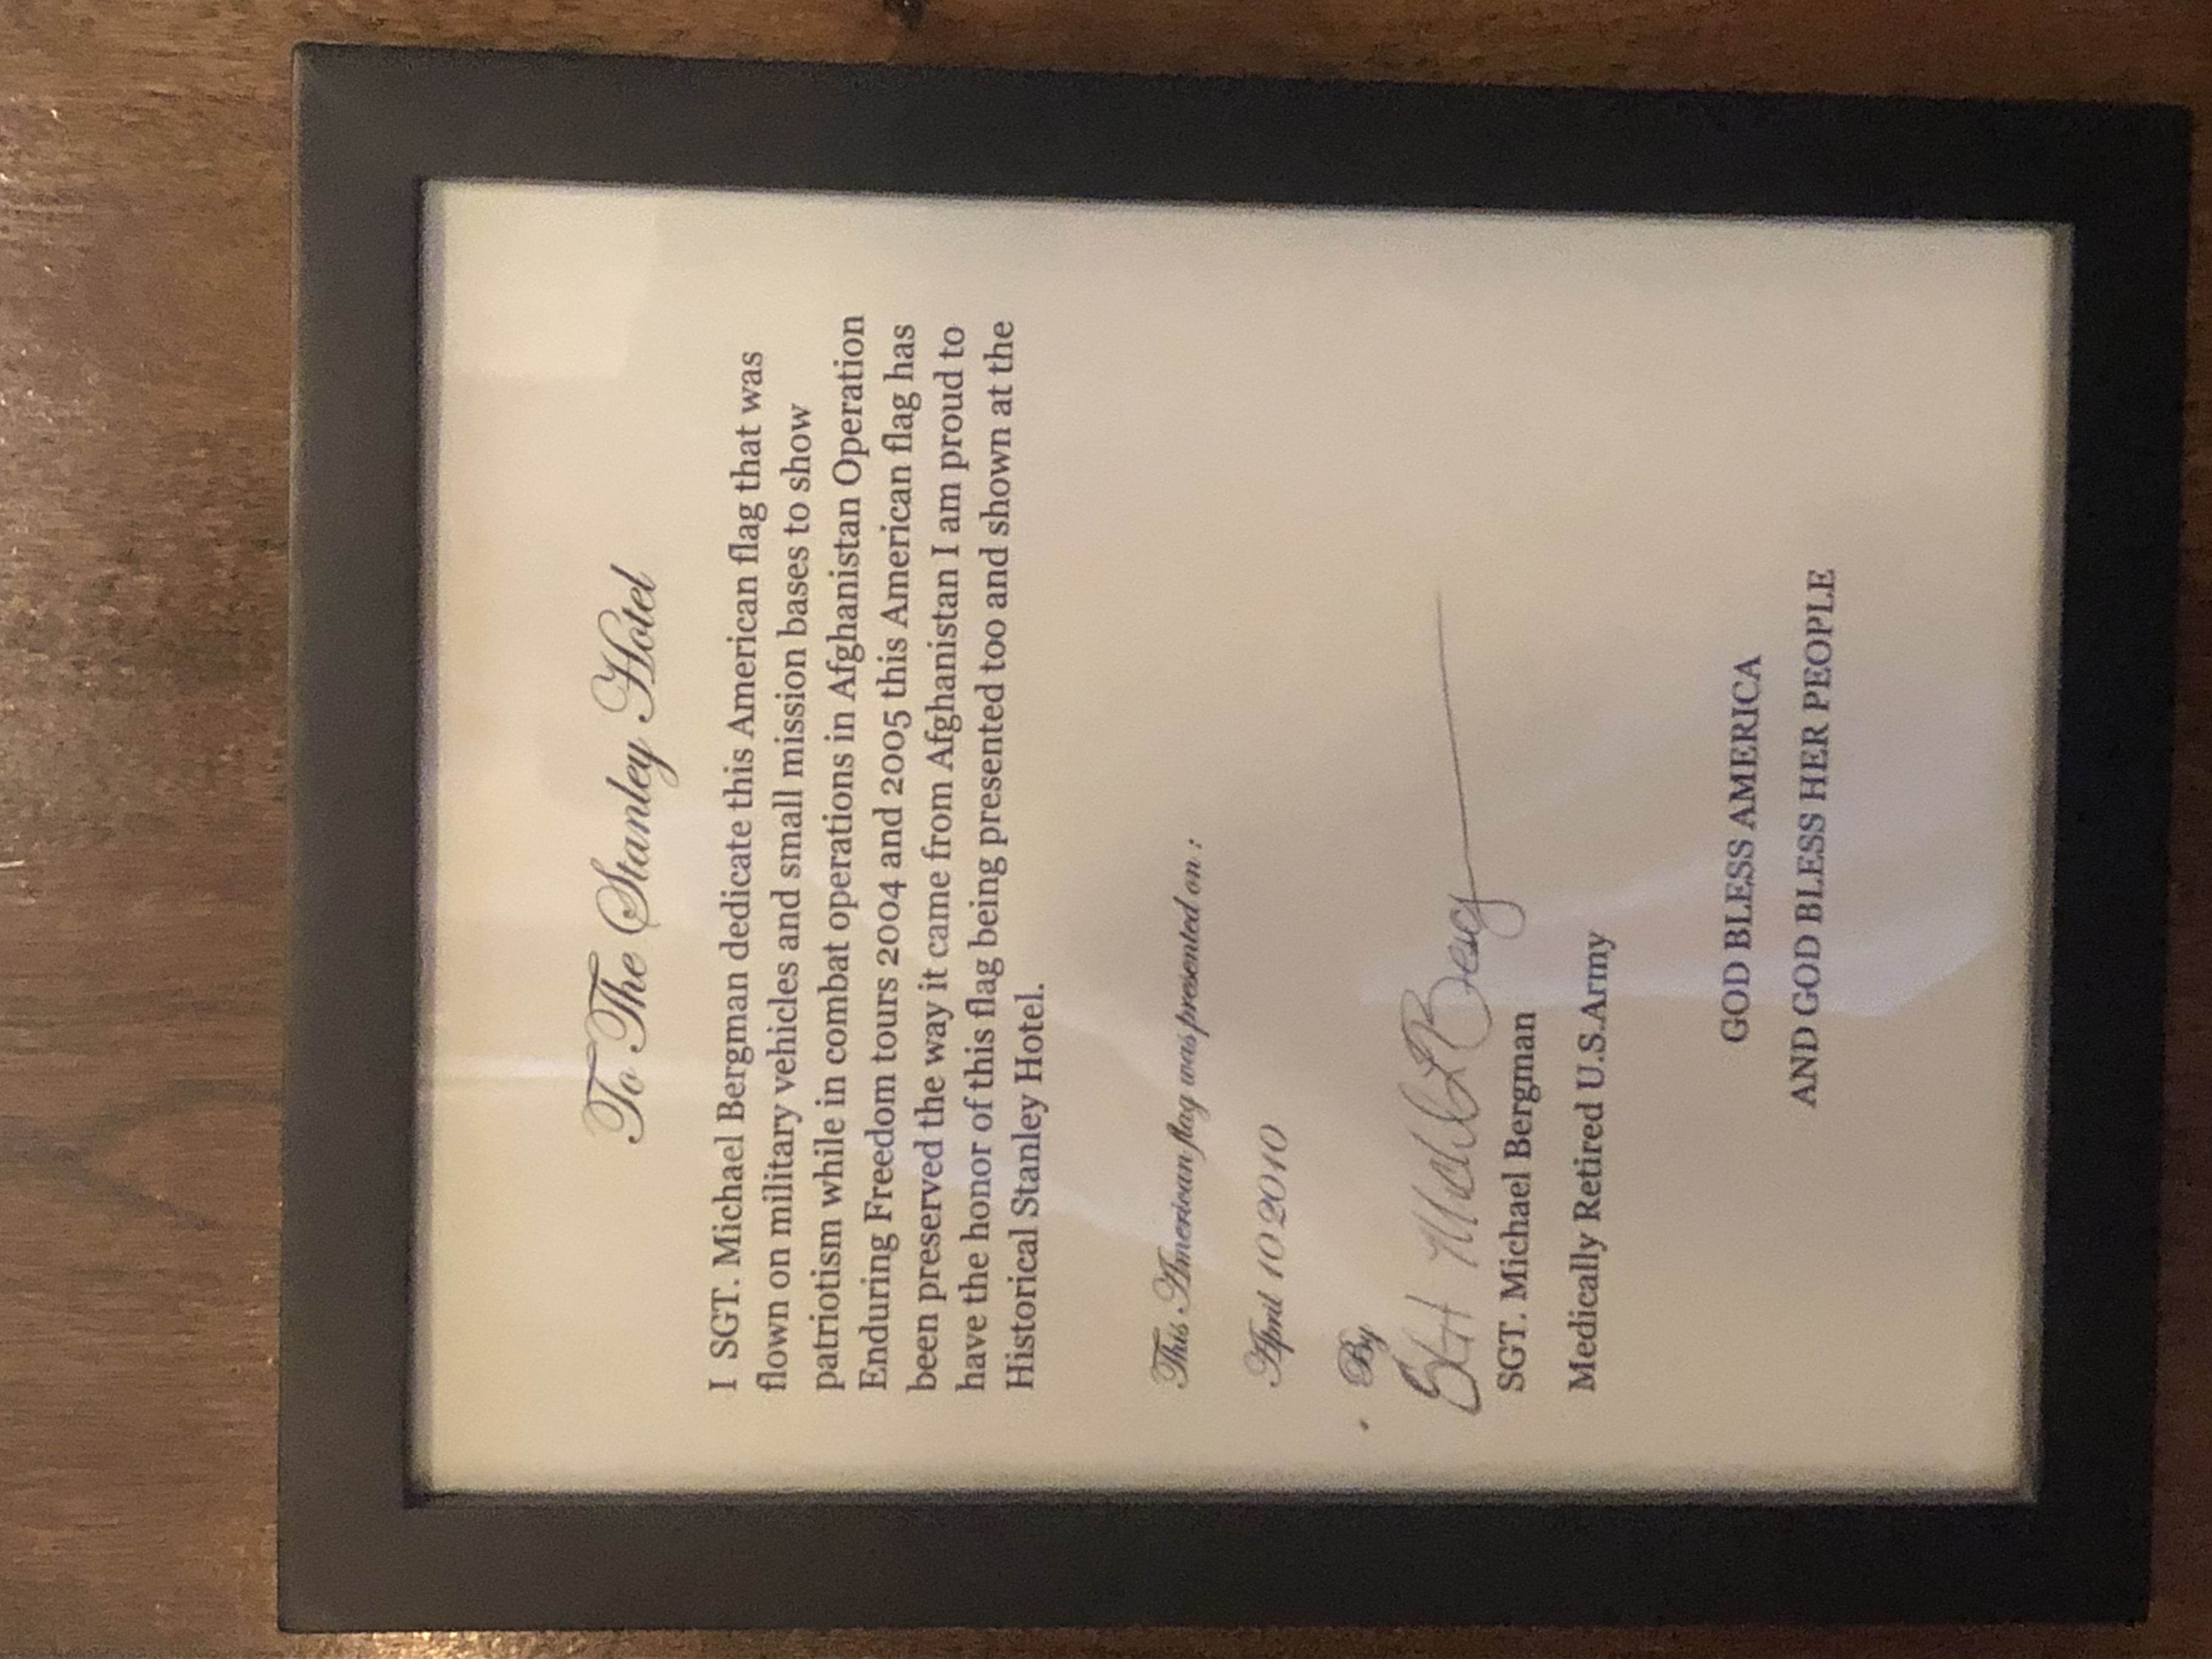 To The Stanley Hotel
I SGT. Michael Bergman dedicate this American flag that was
flown on military vehicles and small mission bases to show
patriotism while in combat operations in Afghanistan Operation
Enduring Freedom tours 2004 and 2005 this American flag has
been preserved the way it came from Afghanistan I am proud to
have the honor of this flag being presented too and shown at the
Historical Stanley Hotel.
This American flag was presented on :
April 10 2010
By
SGT. Michael Bergman
Medically Retired U.S.Army
GOD BLESS AMERICA
AND GOD BLESS HER PEOPLE